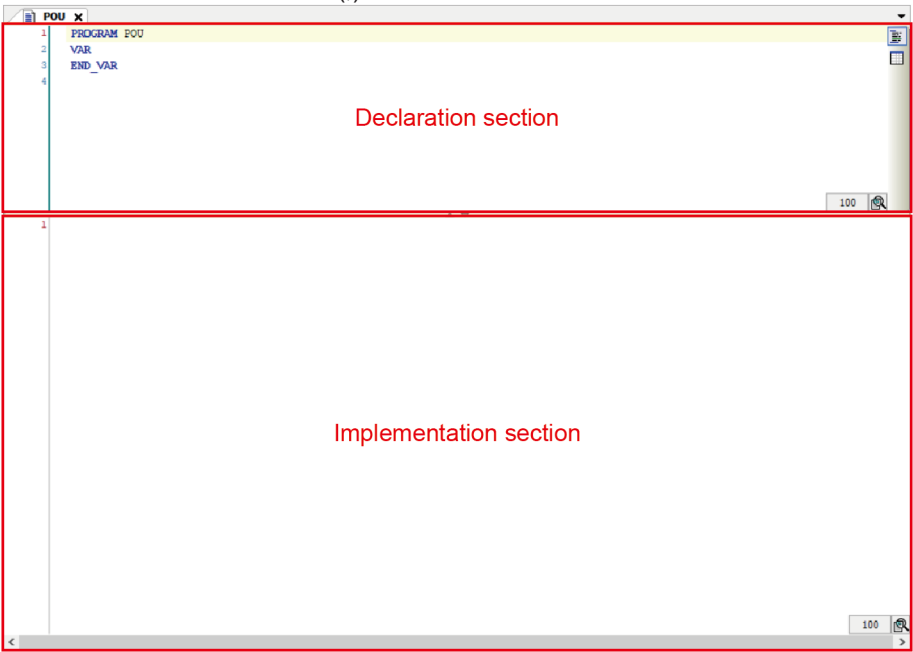 POU
1 PROGRAM POU
2 VAR
3 END_VAR
4
Declaration section
100
1
Implementation section
100